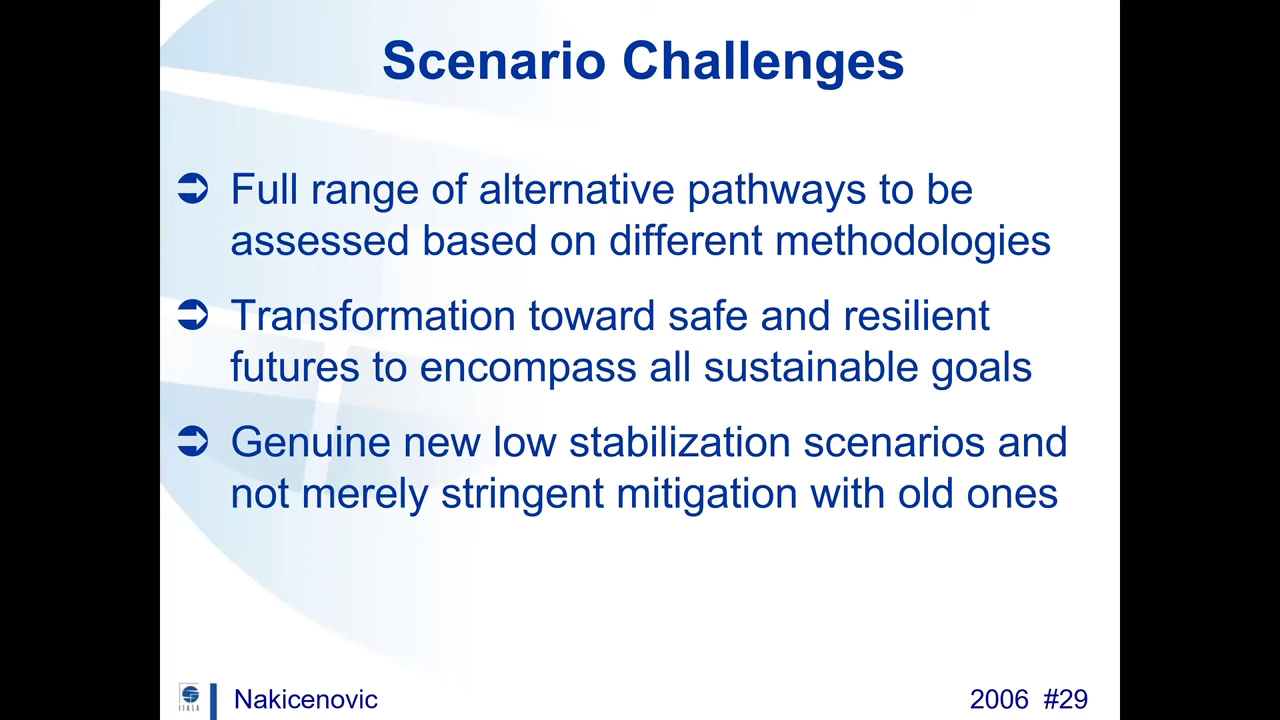 Scenario Challenges
➲ Full range of alternative pathways to be
assessed based on different methodologies
➲ Transformation toward safe and resilient
futures to encompass all sustainable goals
➲ Genuine new low stabilization scenarios and
not merely stringent mitigation with old ones
IIASA
Nakicenovic
2006 #29